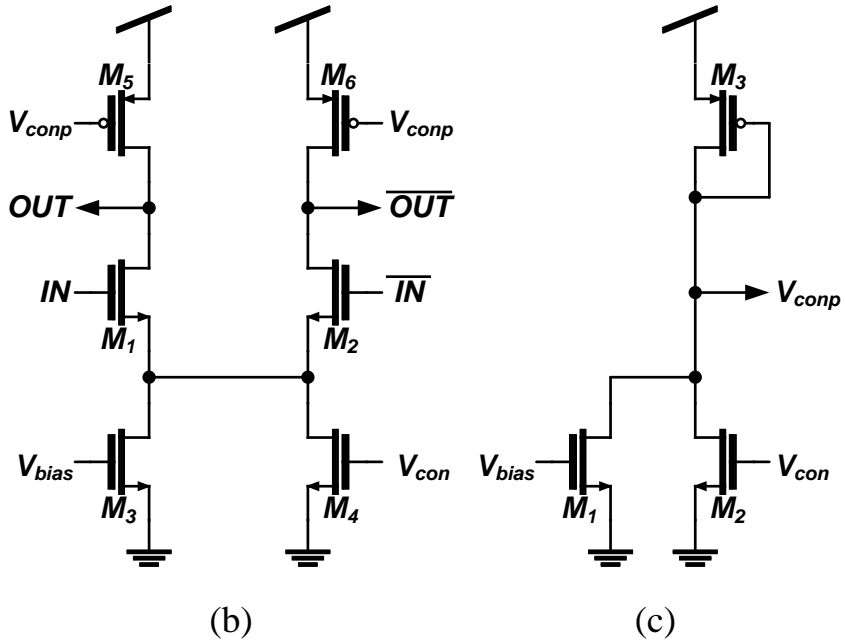 M5 M6 M3
Vconp Vconp
OUT OUT
IN IN Vconp
M1 M2
Vbias Vcon Vbias Vcon
M3 M4 M1 M2
(b) (c)